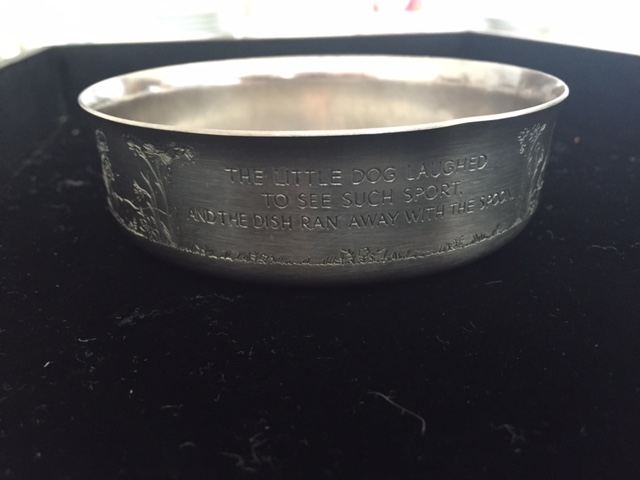 THE LITTLE DOG LAUGHED
TO SEE SUCH SPORT,
AND THE DISH RAN AWAY WITH THE SPOON.